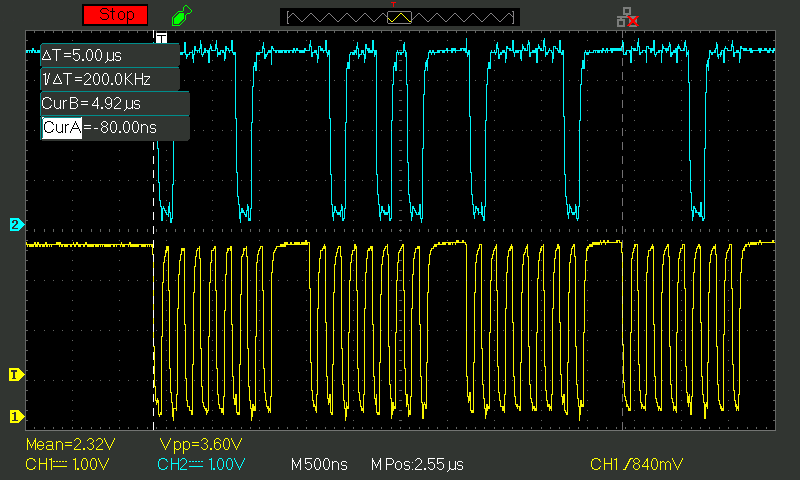 Stop
T
ΔT=5.00µs
1/ΔT=200.0KHz
CurB=4.92µs
CurA=-80.00ns
2
T
1
Mean=2.32V Vpp=3.60V
CH1 1.00V CH2 1.00V M500ns M Pos:2.55µs CH1 / 840mV